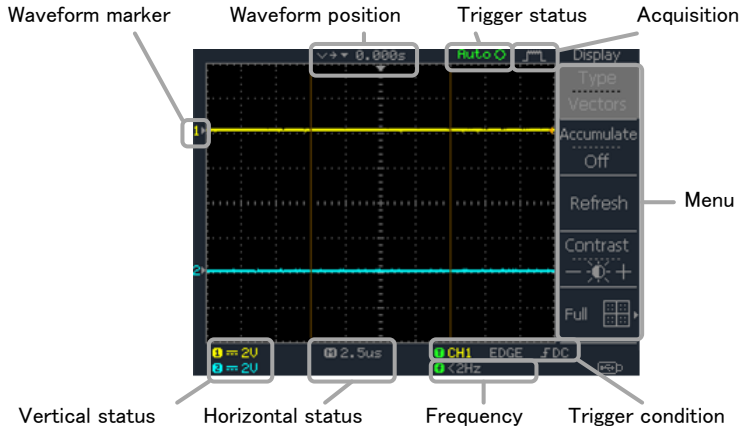 Waveform marker
Waveform position
Trigger status
Acquisition
0.000s
Auto
Display
Type
Vectors
1
Accumulate
Off
Refresh
Menu
Contrast
2
Full
1 2V
M 2.5us
T CH1 EDGE DC
2 2V
f <2Hz
Vertical status
Horizontal status
Frequency
Trigger condition